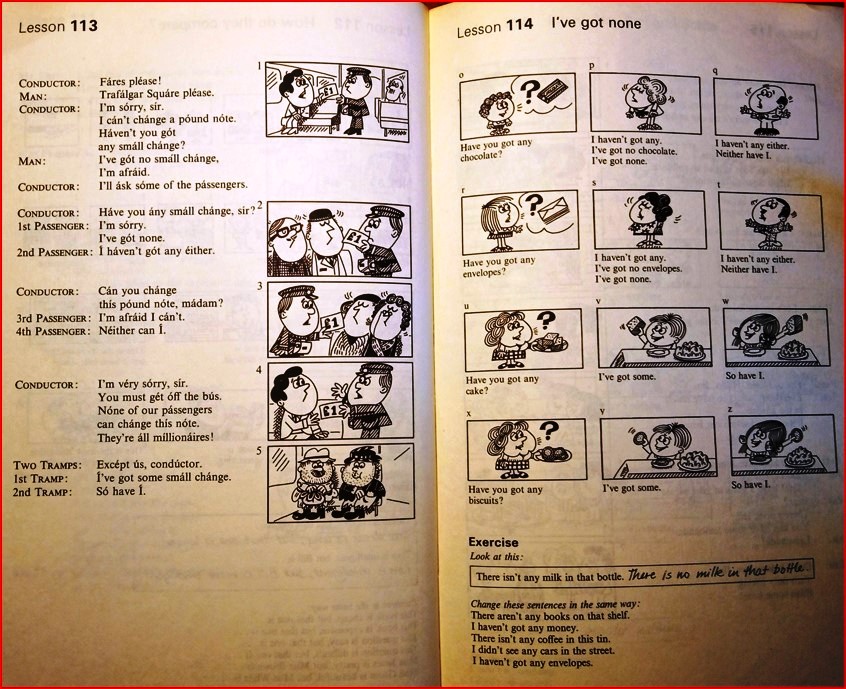 Lesson 113
CONDUCTOR: Fáres pléase!
MAN: Trafálgar Squáre pléase.
CONDUCTOR: I'm sórry, sir.
I cán't chánge a póund nóte.
Háven't you gót
any smáll chánge?
MAN: I've gót no smáll chánge,
I'm afráid.
CONDUCTOR: I'll ásk sóme of the pássengers.
1
£1
CONDUCTOR: Háve you ány smáll chánge, sir?
1ST PASSENGER: I'm sórry.
I've gót none.
2ND PASSENGER: Í háven't gót any éither.
2
£1
CONDUCTOR: Cán you chánge
this póund nóte, mádam?
3RD PASSENGER: I'm afráid I cán't.
4TH PASSENGER: Néither can Í.
3
£1
CONDUCTOR: I'm véry sórry, sir.
You must gét óff the bús.
Nóne of our pássengers
can chánge this nóte.
They're áll míllionáires!
4
£1
TWO TRAMPS: Excépt ús, condúctor.
1ST TRAMP: Í've got some smáll chánge.
2ND TRAMP: Só have Í.
5
Lesson 114 I've got none
o
?
Have you got any
chocolate?
p
I haven't got any.
I've got no chocolate.
I've got none.
q
I haven't any either.
Neither have I.
r
?
Have you got any
envelopes?
s
I haven't got any.
I've got no envelopes.
I've got none.
t
I haven't any either.
Neither have I.
u
?
Have you got any
cake?
v
I've got some.
w
So have I.
x
?
Have you got any
biscuits?
y
I've got some.
z
So have I.
Exercise
Look at this:
There isn't any milk in that bottle. There is no milk in that bottle.
Change these sentences in the same way:
There aren't any books on that shelf.
I haven't got any money.
There isn't any coffee in this tin.
I didn't see any cars in the street.
I haven't got any envelopes.